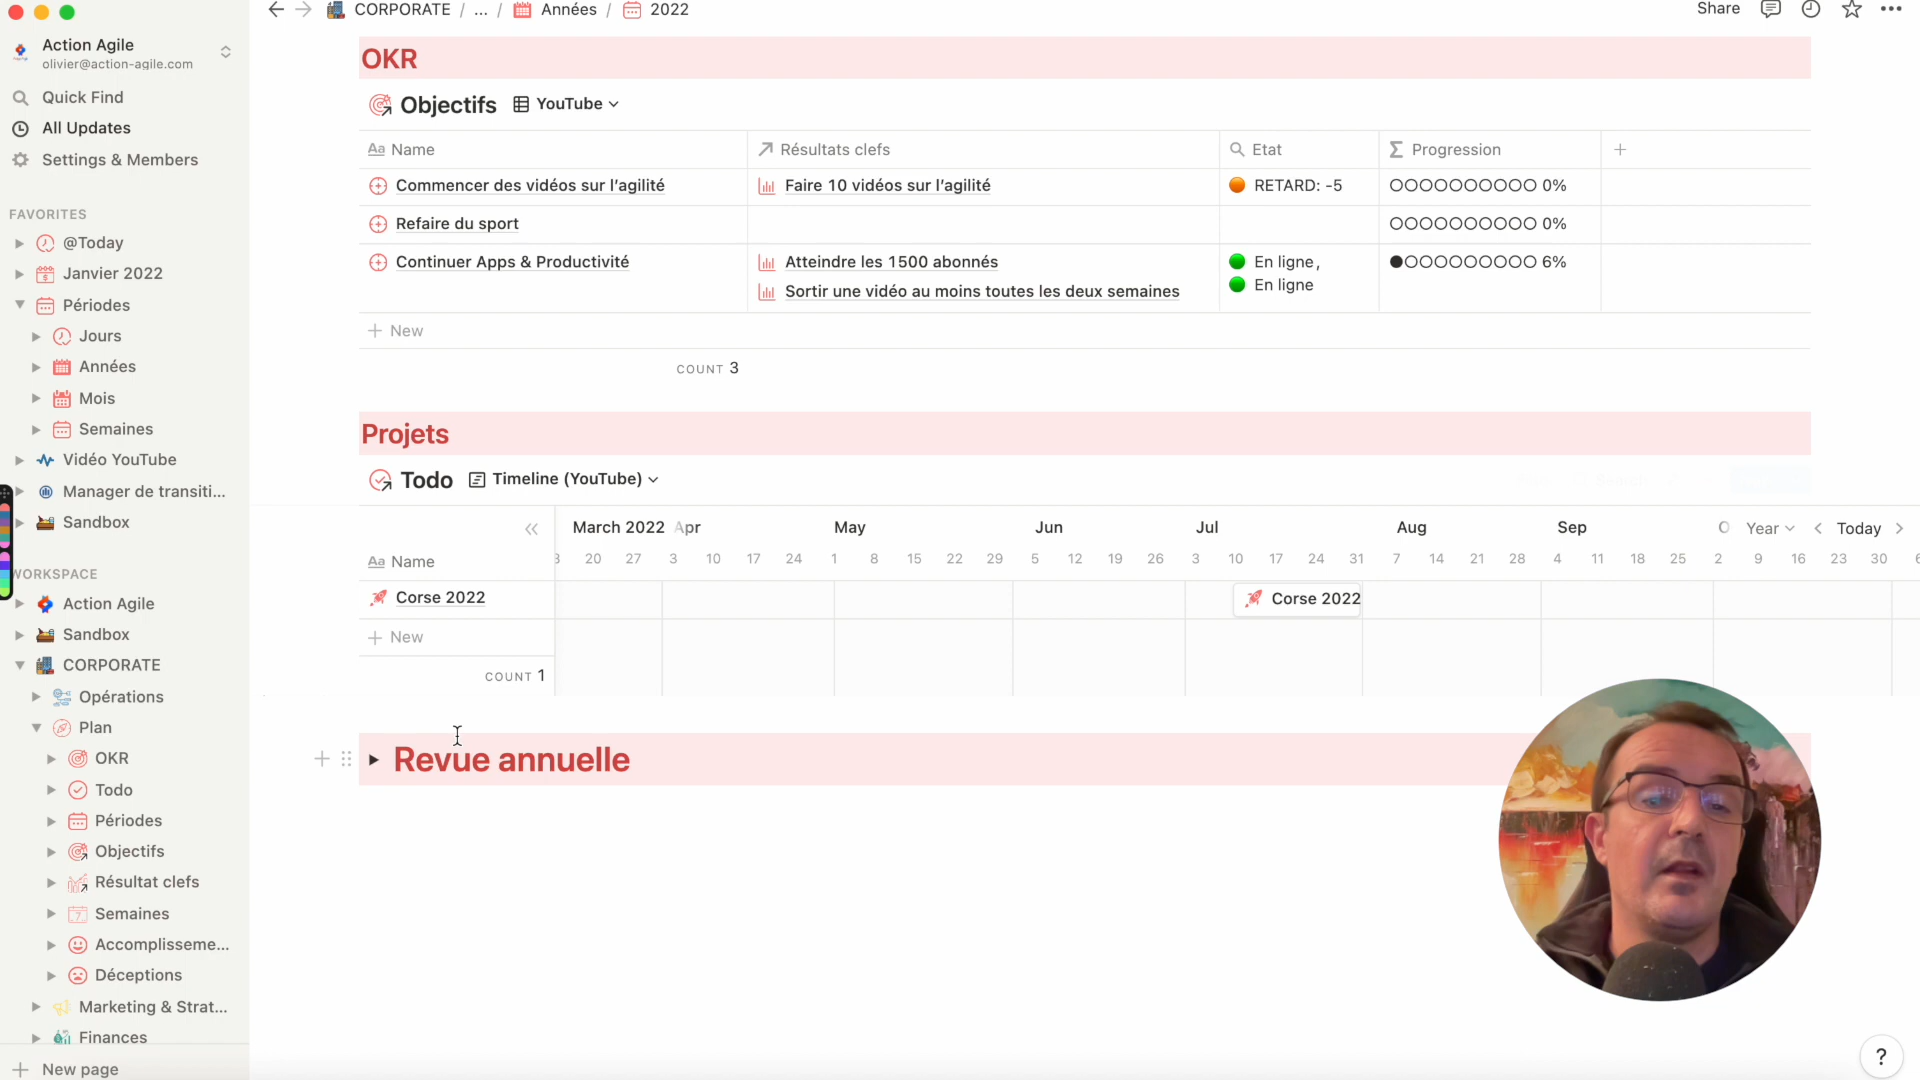 CORPORATE / ... / Années / 2022
Share
Action Agile
olivier@action-agile.com
Quick Find
All Updates
Settings & Members
FAVORITES
@Today
Janvier 2022
Périodes
Jours
Années
Mois
Semaines
Vidéo YouTube
Manager de transiti...
Sandbox
WORKSPACE
Action Agile
Sandbox
CORPORATE
Opérations
Plan
OKR
Todo
Périodes
Objectifs
Résultat clefs
Semaines
Accomplisseme...
Déceptions
Marketing & Strat...
Finances
New page
OKR
Objectifs YouTube
Aa Name Résultats clefs Etat Σ Progression +
Commencer des vidéos sur l'agilité Faire 10 vidéos sur l'agilité RETARD: -5 ○○○○○○○○○○ 0%
Refaire du sport ○○○○○○○○○○ 0%
Continuer Apps & Productivité Atteindre les 1500 abonnés En ligne, ●○○○○○○○○○ 6%
Sortir une vidéo au moins toutes les deux semaines En ligne
+ New
COUNT 3
Projets
Todo Timeline (YouTube)
March 2022 Apr May Jun Jul Aug Sep Year Today
Aa Name 20 27 3 10 17 24 1 8 15 22 29 5 12 19 26 3 10 17 24 31 7 14 21 28 4 11 18 25 2 9 16 23 30
Corse 2022 Corse 2022
+ New
COUNT 1
Revue annuelle
?